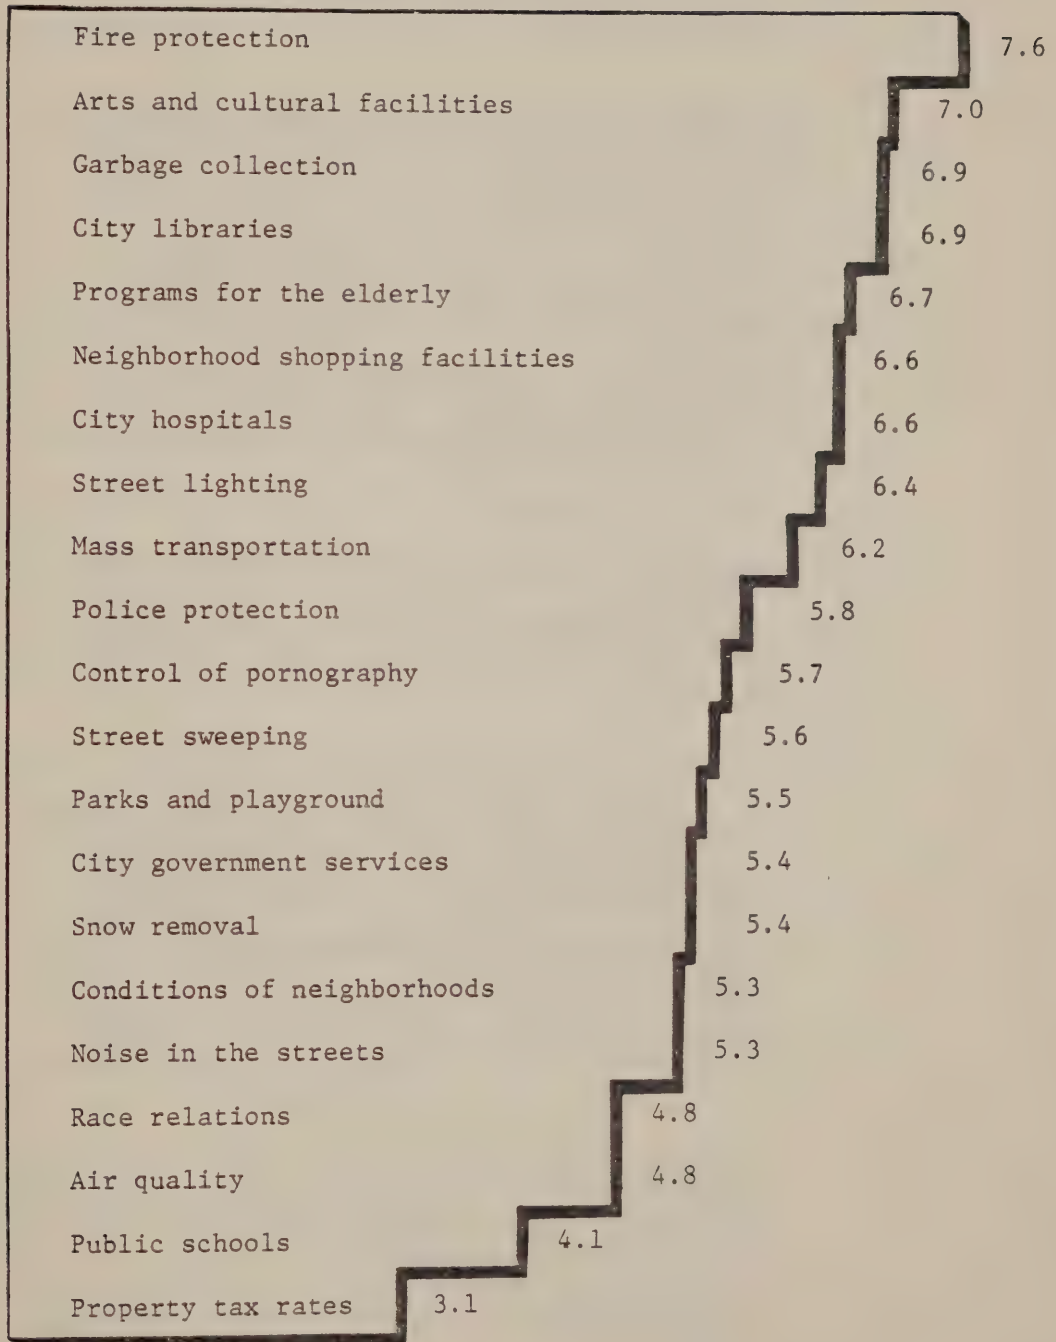 Fire protection 7.6
Arts and cultural facilities 7.0
Garbage collection 6.9
City libraries 6.9
Programs for the elderly 6.7
Neighborhood shopping facilities 6.6
City hospitals 6.6
Street lighting 6.4
Mass transportation 6.2
Police protection 5.8
Control of pornography 5.7
Street sweeping 5.6
Parks and playground 5.5
City government services 5.4
Snow removal 5.4
Conditions of neighborhoods 5.3
Noise in the streets 5.3
Race relations 4.8
Air quality 4.8
Public schools 4.1
Property tax rates 3.1